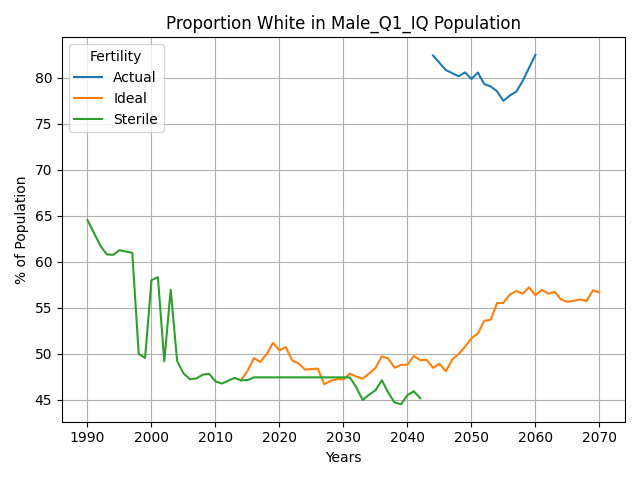 Proportion White in Male_Q1_IQ Population
Fertility
Actual
Ideal
Sterile
% of Population
80
75
70
65
60
55
50
45
1990 2000 2010 2020 2030 2040 2050 2060 2070
Years